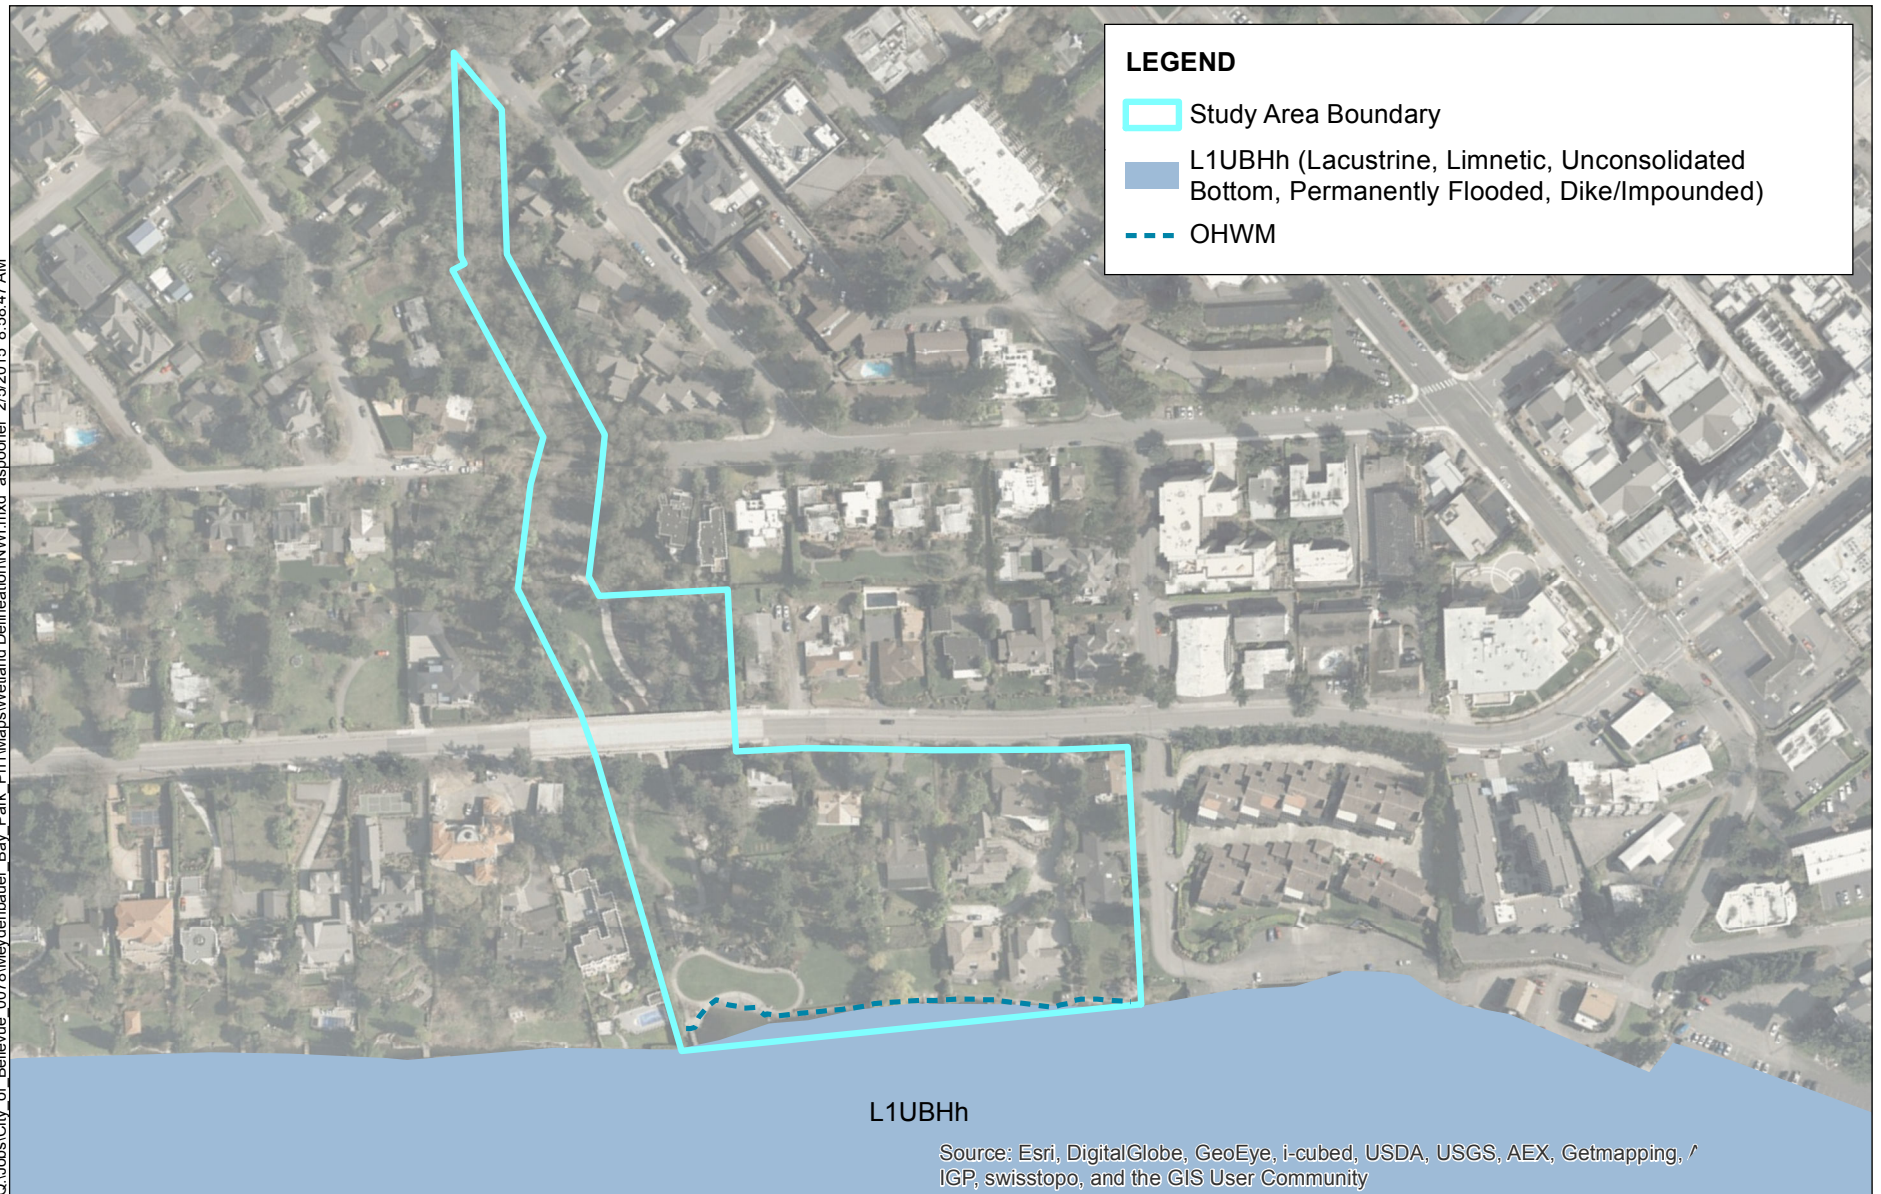 LEGEND
Study Area Boundary
L1UBHh (Lacustrine, Limnetic, Unconsolidated
Bottom, Permanently Flooded, Dike/Impounded)
OHWM
L1UBHh
Source: Esri, DigitalGlobe, GeoEye, i-cubed, USDA, USGS, AEX, Getmapping,
IGP, swisstopo, and the GIS User Community